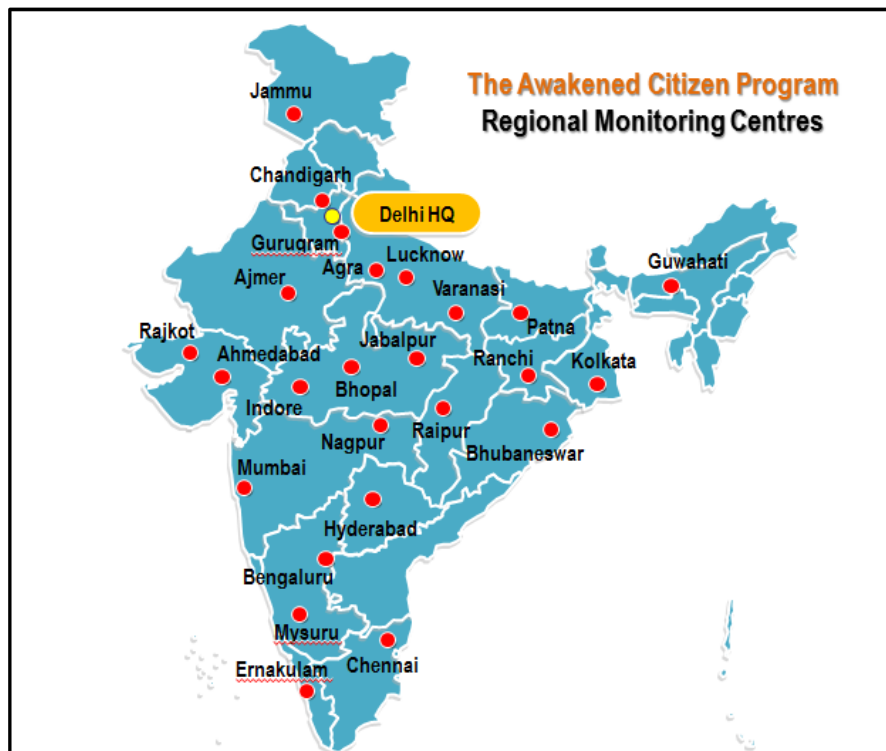 The Awakened Citizen Program
Regional Monitoring Centres
Jammu
Chandigarh
Delhi HQ
Gurugram
Agra
Lucknow
Guwahati
Ajmer
Varanasi
Patna
Rajkot
Ahmedabad
Jabalpur
Ranchi
Kolkata
Indore
Bhopal
Nagpur
Raipur
Bhubaneswar
Mumbai
Hyderabad
Bengaluru
Mysuru
Ernakulam
Chennai